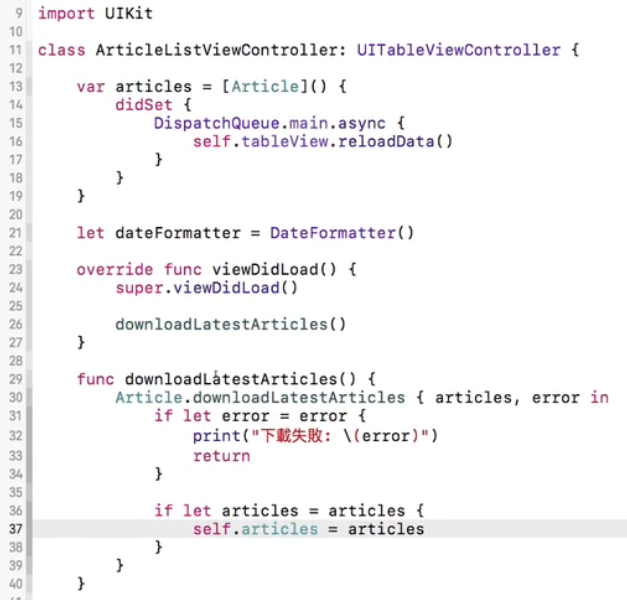 9 import UIKit
10
11 class ArticleListViewController: UITableViewController {
12
13     var articles = [Article]() {
14         didSet {
15             DispatchQueue.main.async {
16                 self.tableView.reloadData()
17             }
18         }
19     }
20
21     let dateFormatter = DateFormatter()
22
23     override func viewDidLoad() {
24         super.viewDidLoad()
25
26         downloadLatestArticles()
27     }
28
29     func downloadLatestArticles() {
30         Article.downloadLatestArticles { articles, error in
31             if let error = error {
32                 print("下載失敗: \(error)")
33                 return
34             }
35
36             if let articles = articles {
37                 self.articles = articles
38             }
39         }
40     }